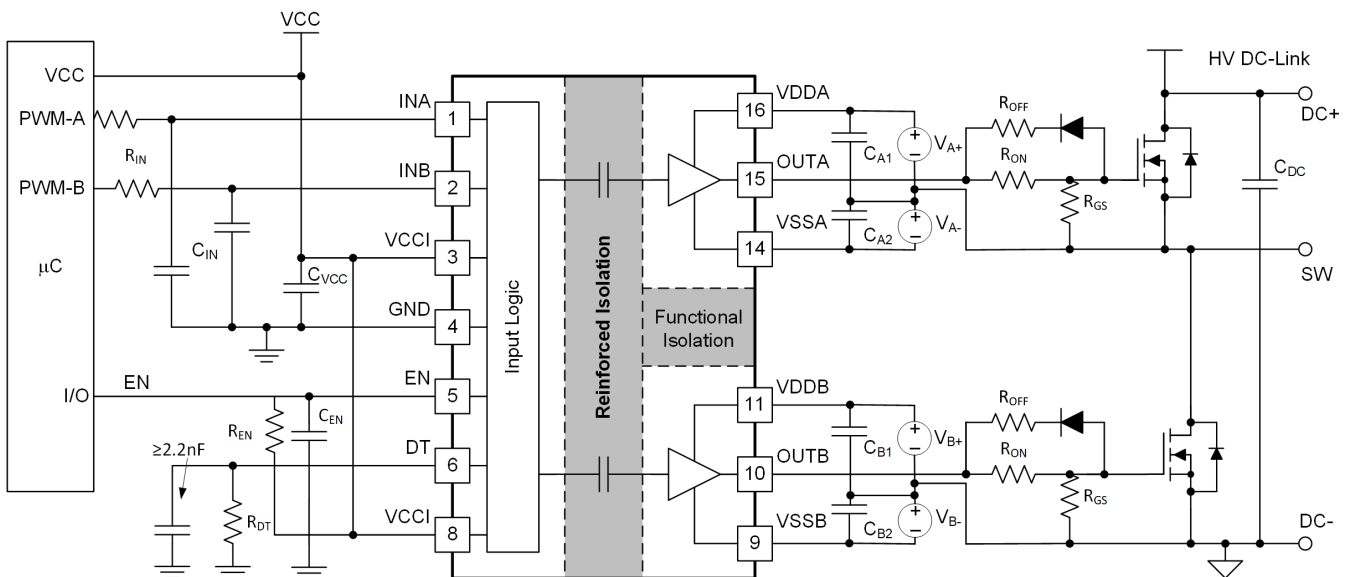 VCC
HV DC-Link
VCC
PWM-A
RIN
PWM-B
μC
CIN
CVCC
I/O
EN
REN
CEN
≥2.2nF
RDT
INA
1
INB
2
VCCI
3
GND
4
EN
5
DT
6
VCCI
8
Input Logic
Reinforced Isolation
Functional
Isolation
VDDA
16
OUTA
15
VSSA
14
VDDB
11
OUTB
10
VSSB
9
CA1
VA+
CA2
VA-
ROFF
RON
RGS
CDC
DC+
SW
CB1
VB+
CB2
VB-
ROFF
RON
RGS
DC-